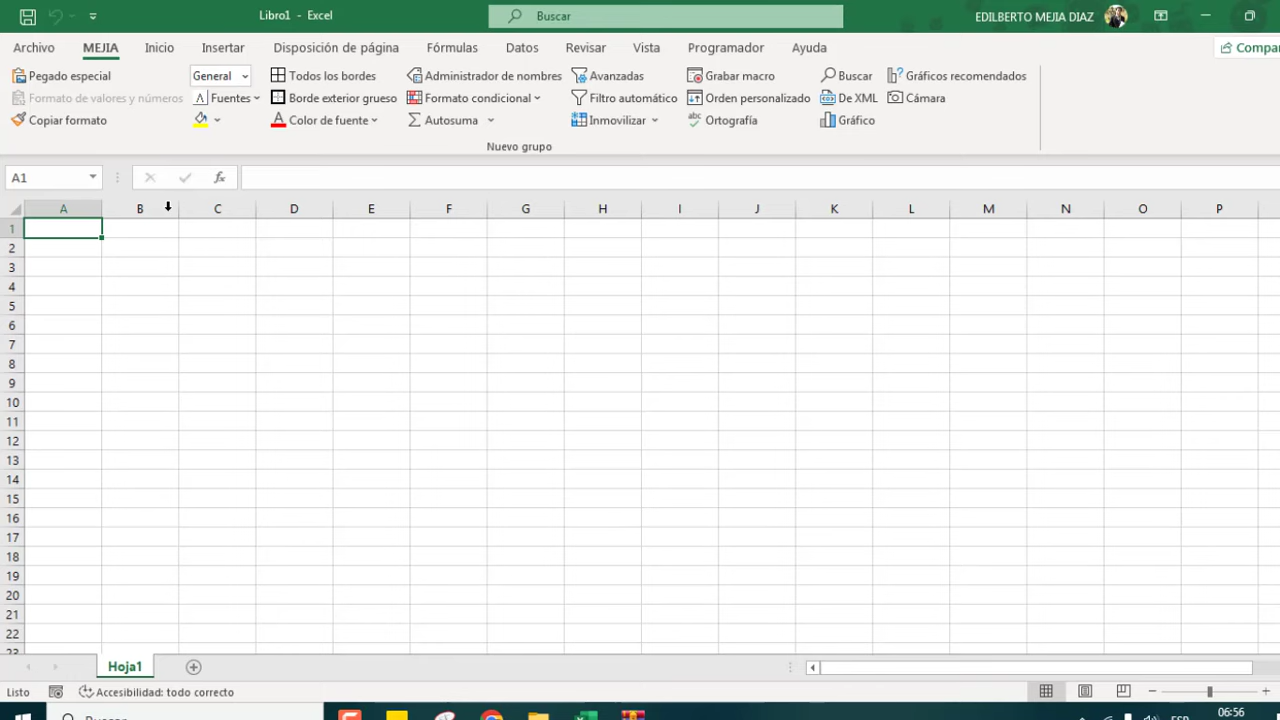 Libro1 - Excel
Buscar
EDILBERTO MEJIA DIAZ
Archivo MEJIA Inicio Insertar Disposición de página Fórmulas Datos Revisar Vista Programador Ayuda
Pegado especial General Todos los bordes Administrador de nombres Avanzadas Grabar macro Buscar Gráficos recomendados
Formato de valores y números Fuentes Borde exterior grueso Formato condicional Filtro automático Orden personalizado De XML Cámara
Copiar formato Color de fuente Autosuma Inmovilizar Ortografía Gráfico
Nuevo grupo
A1 fx
A B C D E F G H I J K L M N O P
1
2
3
4
5
6
7
8
9
10
11
12
13
14
15
16
17
18
19
20
21
22
23
Hoja1
Listo Accesibilidad: todo correcto
Buscar
ESP 06:56